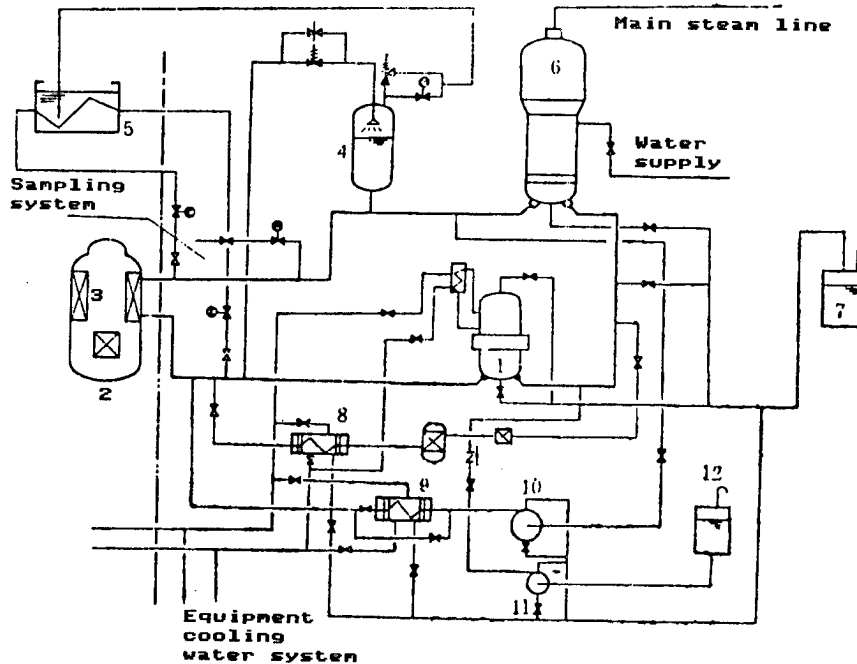 Main steam line
6
5
4
Water
supply
Sampling
system
3
7
1
2
8
9
10
12
11
Equipment
cooling
water system